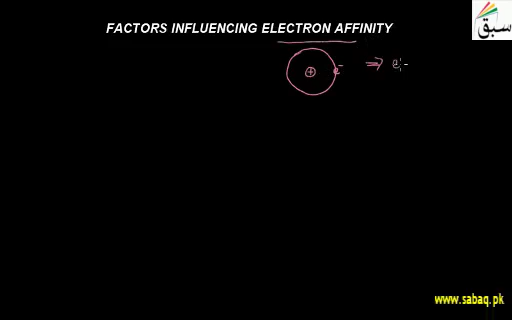 FACTORS INFLUENCING ELECTRON AFFINITY
سبق
+ e⁻ ⇒ e⁻
www.sabaq.pk